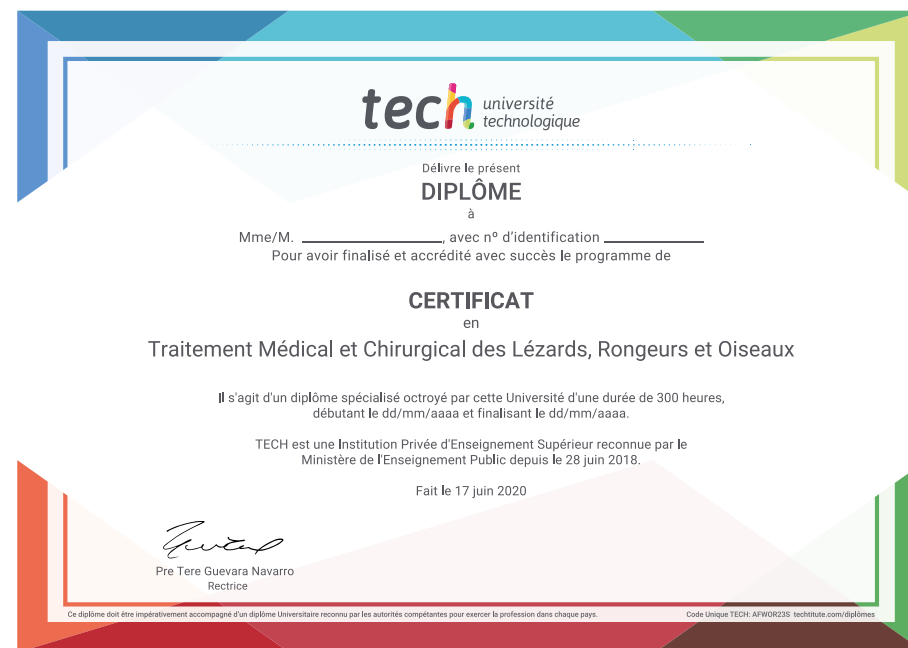 tech université
technologique
Délivre le présent
DIPLÔME
à
Mme/M. ____________, avec nº d'identification ____________
Pour avoir finalisé et accrédité avec succès le programme de
CERTIFICAT
en
Traitement Médical et Chirurgical des Lézards, Rongeurs et Oiseaux
Il s'agit d'un diplôme spécialisé octroyé par cette Université d'une durée de 300 heures,
débutant le dd/mm/aaaa et finalisant le dd/mm/aaaa.
TECH est une Institution Privée d'Enseignement Supérieur reconnue par le
Ministère de l'Enseignement Public depuis le 28 juin 2018.
Fait le 17 juin 2020
Pre Tere Guevara Navarro
Rectrice
Ce diplôme doit être impérativement accompagné d'un diplôme Universitaire reconnu par les autorités compétentes pour exercer la profession dans chaque pays.
Code Unique TECH: AFWOR23S techtitute.com/diplômes